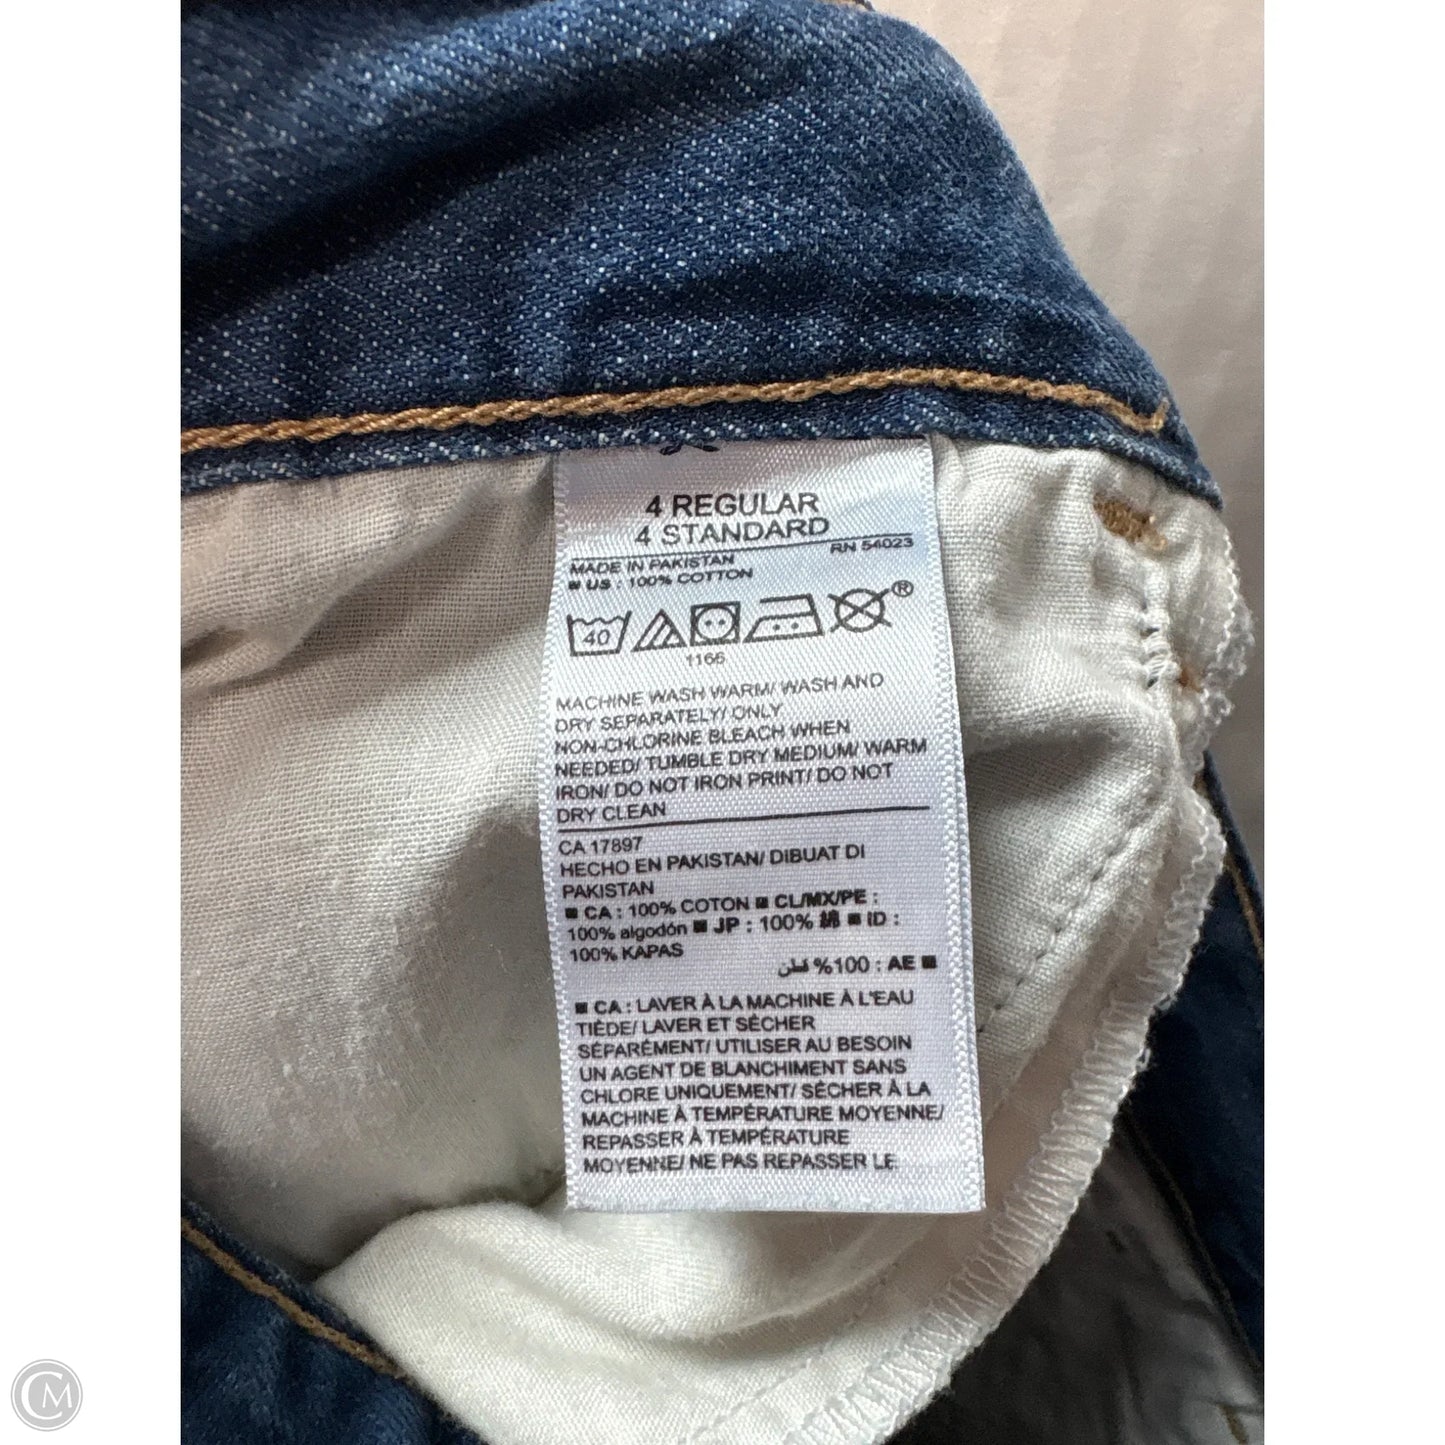 4 REGULAR
4 STANDARD
RN 54023
MADE IN PAKISTAN
■ US : 100% COTTON
40
®
1166
MACHINE WASH WARM/ WASH AND
DRY SEPARATELY/ ONLY
NON-CHLORINE BLEACH WHEN
NEEDED/ TUMBLE DRY MEDIUM/ WARM
IRON/ DO NOT IRON PRINT/ DO NOT
DRY CLEAN
CA 17897
HECHO EN PAKISTAN/ DIBUAT DI
PAKISTAN
■ CA : 100% COTON ■ CL/MX/PE :
100% algodón ■ JP : 100% 綿 ■ ID :
100% KAPAS
■ AE : 100% قطن
■ CA : LAVER À LA MACHINE À L'EAU
TIÈDE/ LAVER ET SÉCHER
SÉPARÉMENT/ UTILISER AU BESOIN
UN AGENT DE BLANCHIMENT SANS
CHLORE UNIQUEMENT/ SÉCHER À LA
MACHINE À TEMPÉRATURE MOYENNE/
REPASSER À TEMPÉRATURE
MOYENNE/ NE PAS REPASSER LE
CM